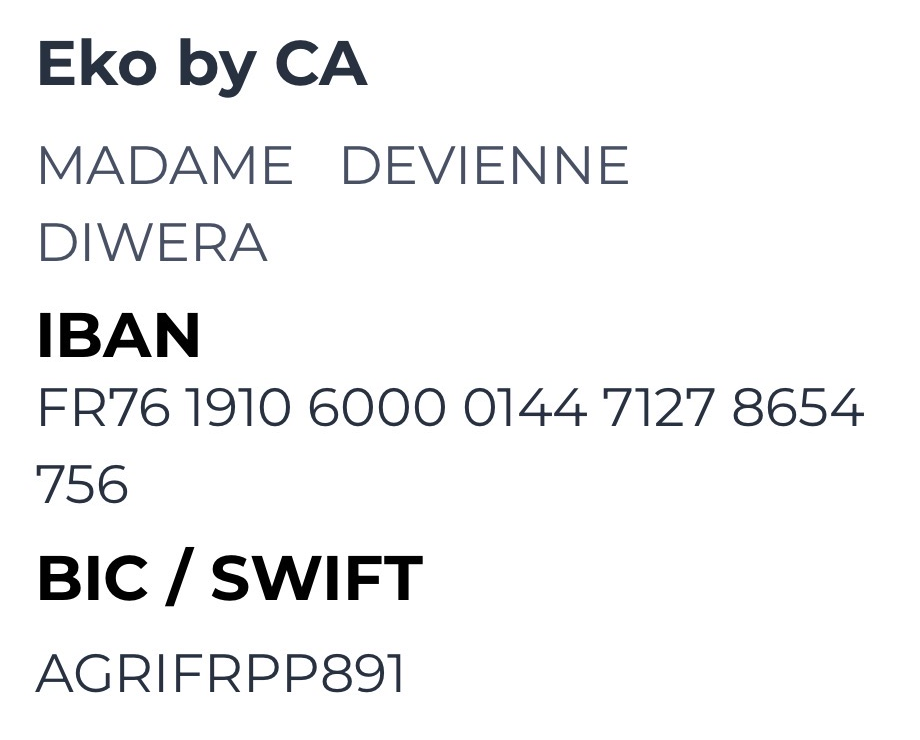 Eko by CA
MADAME DEVIENNE
DIWERA
IBAN
FR76 1910 6000 0144 7127 8654
756
BIC / SWIFT
AGRIFRPP891